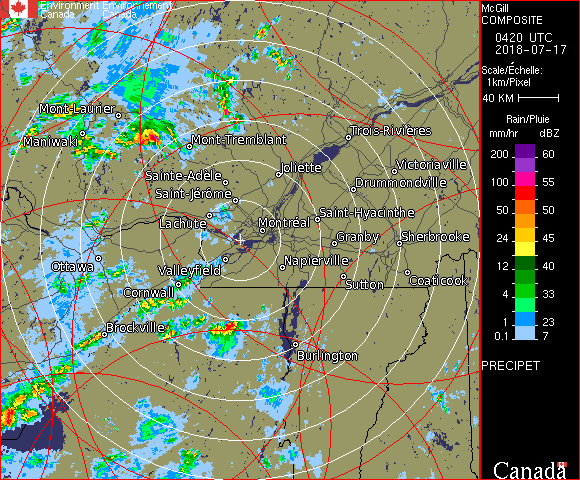 Environment Environnement
Canada Canada
McGill
COMPOSITE
0420 UTC
2018-07-17
Scale/Échelle:
1km/Pixel
40 KM
Rain/Pluie
mm/hr dBZ
200 60
100 55
50 50
24 45
12 40
4 33
1 23
0.1 7
PRECIPET
Canada
Mont-Laurier
Maniwaki
Mont-Tremblant
Trois-Rivières
Victoriaville
Joliette
Sainte-Adèle
Drummondville
Saint-Jérôme
Saint-Hyacinthe
Lachute
Montréal
Granby
Sherbrooke
Ottawa
Valleyfield
Napierville
Coaticook
Sutton
Cornwall
Brockville
Burlington